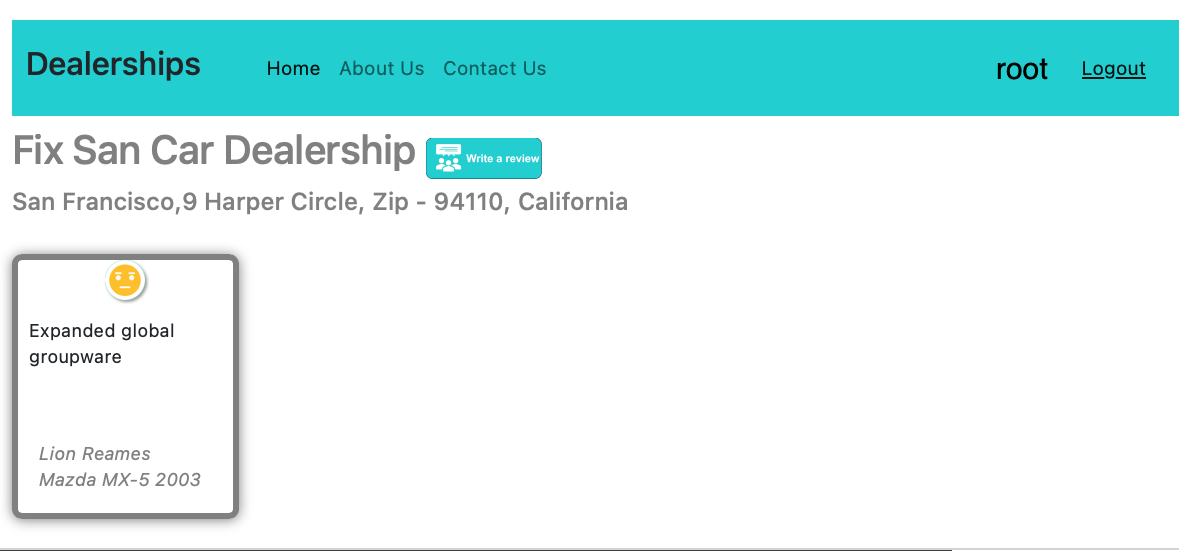 Dealerships Home About Us Contact Us root Logout
Fix San Car Dealership Write a review
San Francisco,9 Harper Circle, Zip - 94110, California
Expanded global
groupware
Lion Reames
Mazda MX-5 2003